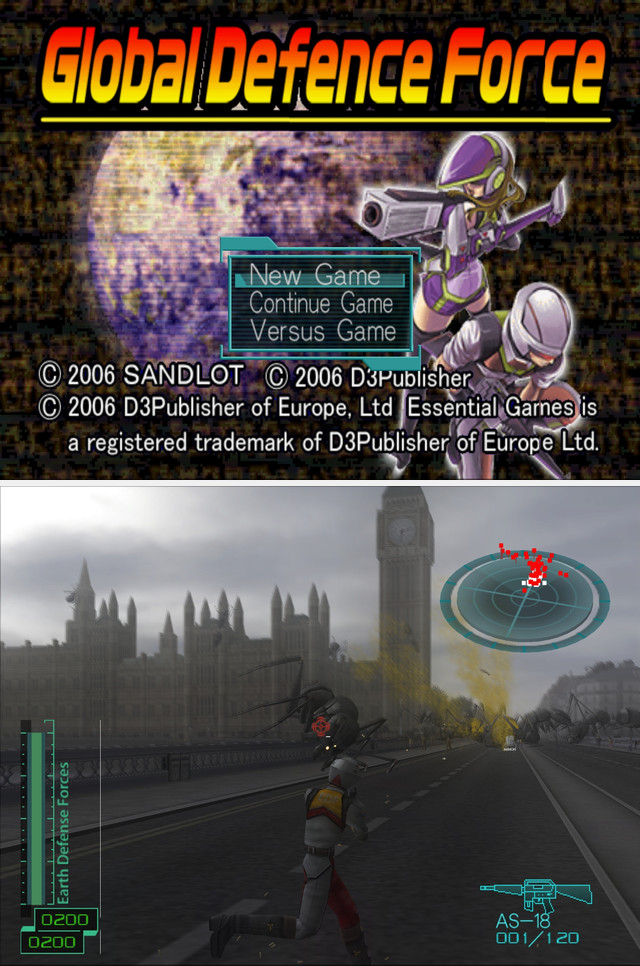 Global Defence Force
New Game
Continue Game
Versus Game
© 2006 SANDLOT © 2006 D3Publisher
© 2006 D3Publisher of Europe, Ltd Essential Games is
a registered trademark of D3Publisher of Europe Ltd.
Earth Defense Forces
0200
0200
AS-18
001/120